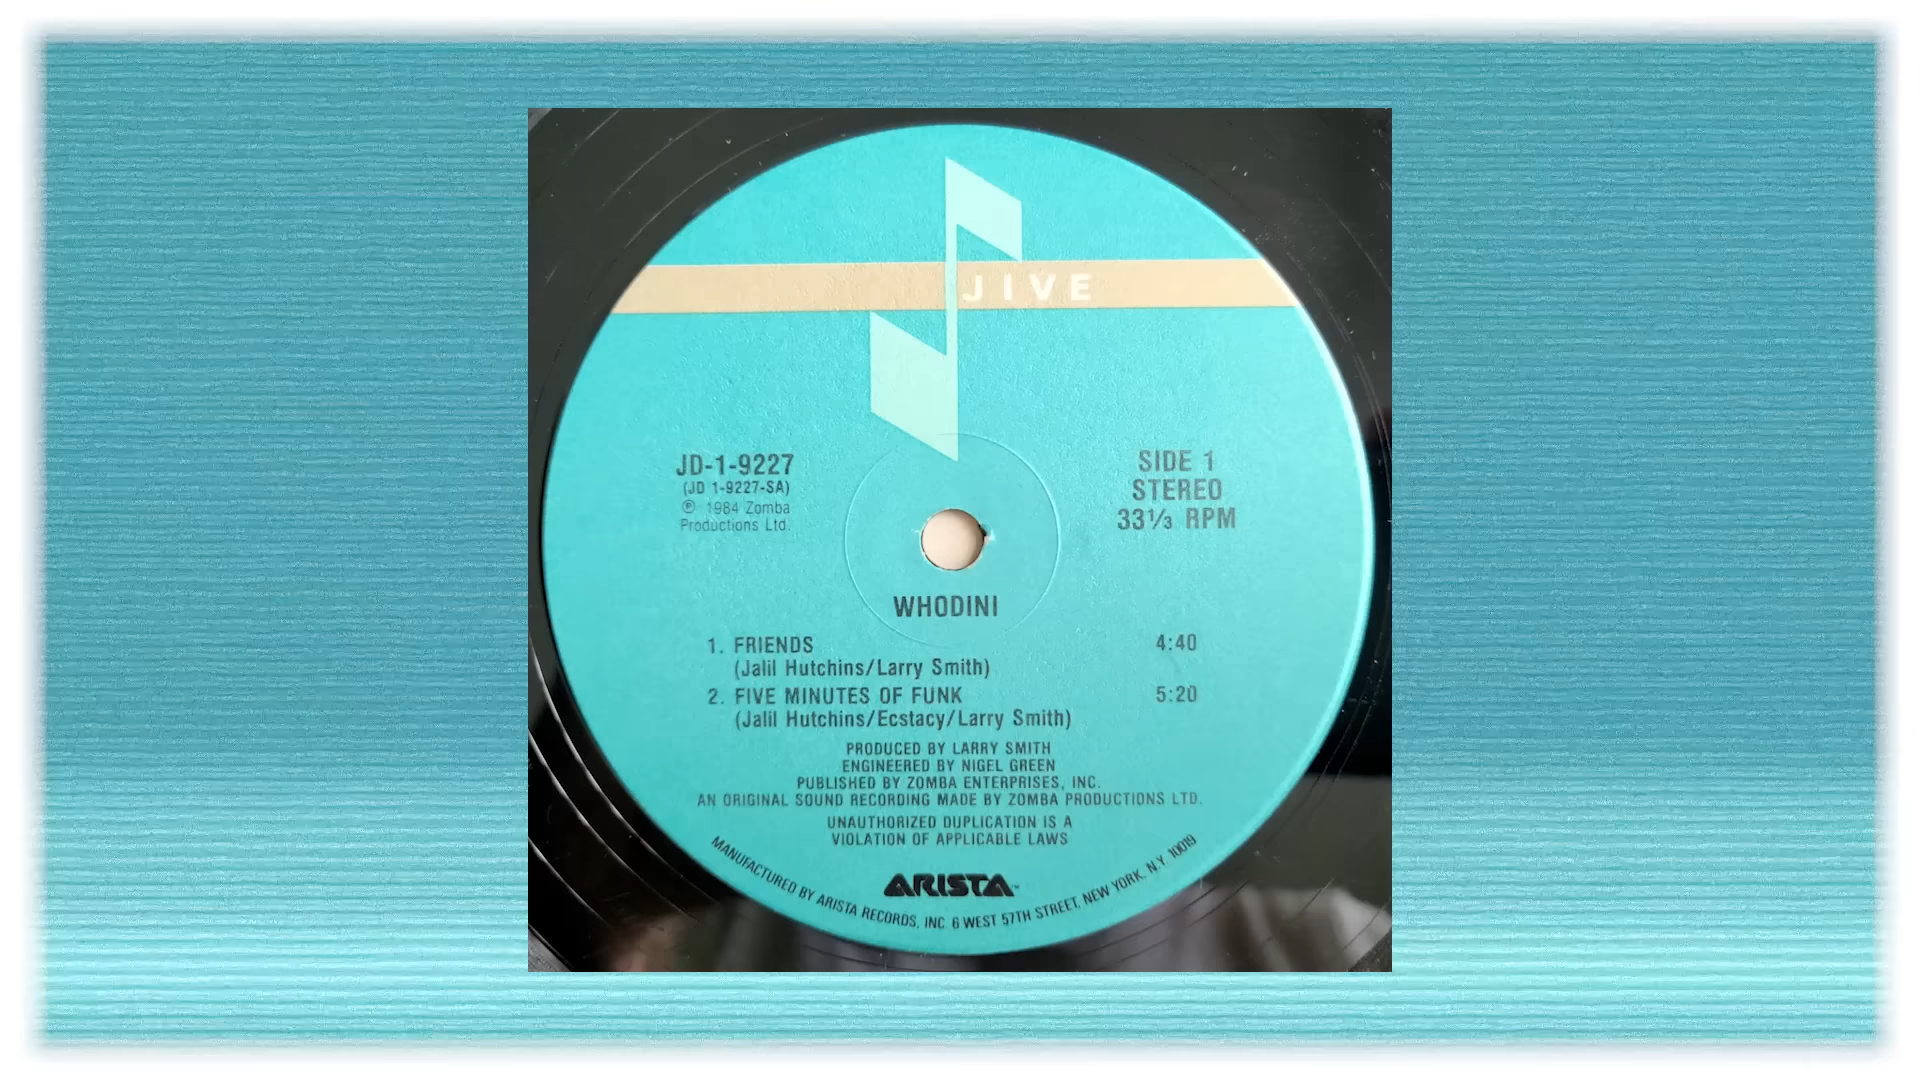 JIVE
JD-1-9227
(JD 1-9227-SA)
℗ 1984 Zomba
Productions Ltd.
SIDE 1
STEREO
33⅓ RPM
WHODINI
1. FRIENDS 4:40
(Jalil Hutchins/Larry Smith)
2. FIVE MINUTES OF FUNK 5:20
(Jalil Hutchins/Ecstacy/Larry Smith)
PRODUCED BY LARRY SMITH
ENGINEERED BY NIGEL GREEN
PUBLISHED BY ZOMBA ENTERPRISES, INC.
AN ORIGINAL SOUND RECORDING MADE BY ZOMBA PRODUCTIONS LTD.
UNAUTHORIZED DUPLICATION IS A
VIOLATION OF APPLICABLE LAWS
ARISTA™
MANUFACTURED BY ARISTA RECORDS, INC. 6 WEST 57TH STREET, NEW YORK, N.Y. 10019